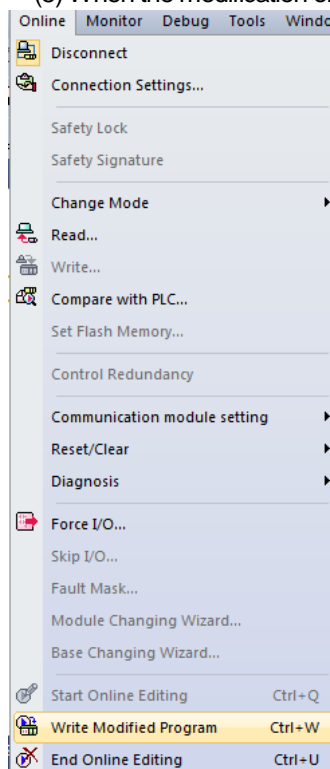 (3) When the modification
Online Monitor Debug Tools
Disconnect
Connection Settings...
Safety Lock
Safety Signature
Change Mode
Read...
Write...
Compare with PLC...
Set Flash Memory...
Control Redundancy
Communication module setting
Reset/Clear
Diagnosis
Force I/O...
Skip I/O...
Fault Mask...
Module Changing Wizard...
Base Changing Wizard...
Start Online Editing Ctrl+Q
Write Modified Program Ctrl+W
End Online Editing Ctrl+U